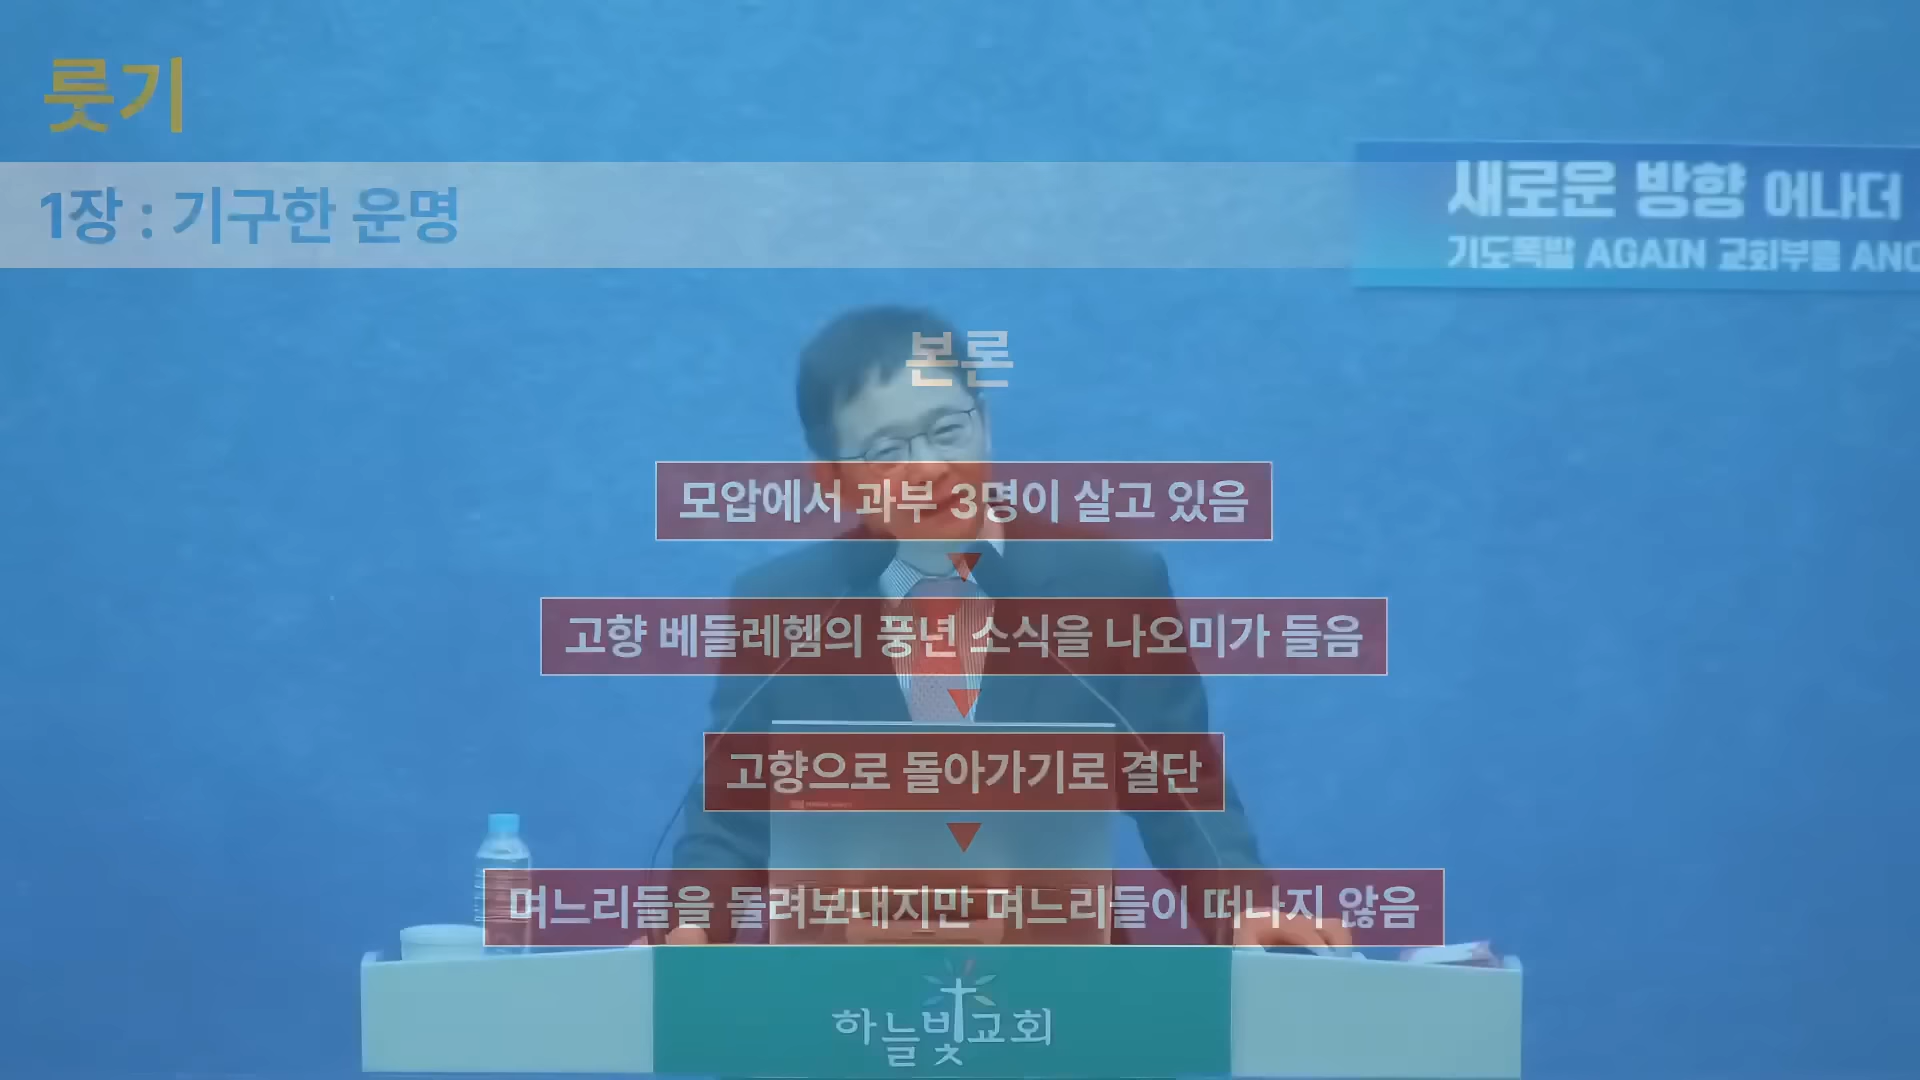 룻기
1장 : 기구한 운명
새로운 방향 어나더
기도폭발 AGAIN 교회부흥 ANO
본론
모압에서 과부 3명이 살고 있음
고향 베들레헴의 풍년 소식을 나오미가 들음
고향으로 돌아가기로 결단
며느리들을 돌려보내지만 며느리들이 떠나지 않음
하늘빛교회